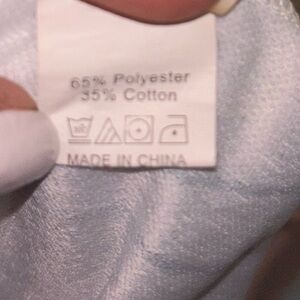 65% Polyester
35% Cotton
MADE IN CHINA